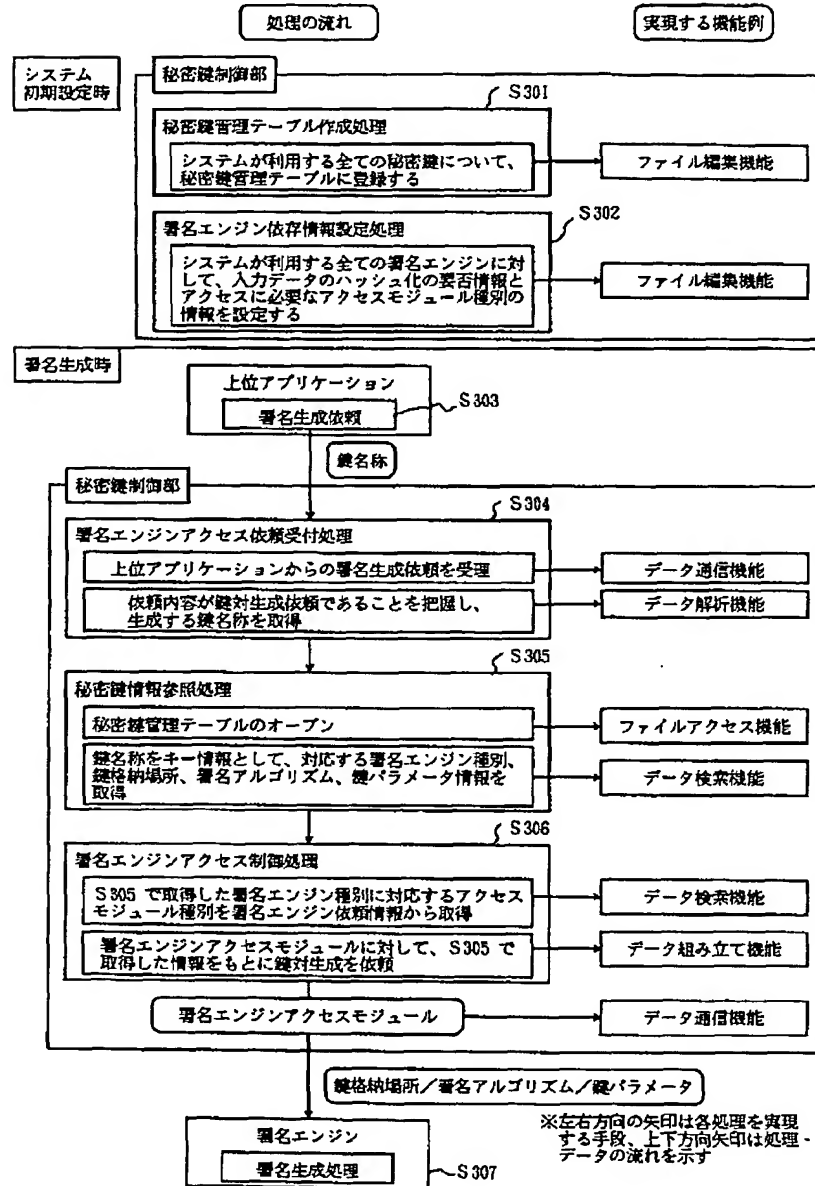 処理の流れ
実現する機能例
システム
初期設定時
秘密鍵制御部
S301
秘密鍵管理テーブル作成処理
システムが利用する全ての秘密鍵について、
秘密鍵管理テーブルに登録する
ファイル編集機能
S302
署名エンジン依存情報設定処理
システムが利用する全ての署名エンジンに対
して、入力データのハッシュ化の要否情報と
アクセスに必要なアクセスモジュール種別の
情報を設定する
ファイル編集機能
署名生成時
上位アプリケーション
署名生成依頼
S303
鍵名称
秘密鍵制御部
S304
署名エンジンアクセス依頼受付処理
上位アプリケーションからの署名生成依頼を受理
データ通信機能
依頼内容が鍵対生成依頼であることを把握し、
生成する鍵名称を取得
データ解析機能
S305
秘密鍵情報参照処理
秘密鍵管理テーブルのオープン
ファイルアクセス機能
鍵名称をキー情報として、対応する署名エンジン種別、
鍵格納場所、署名アルゴリズム、鍵パラメータ情報を
取得
データ検索機能
S306
署名エンジンアクセス制御処理
S305で取得した署名エンジン種別に対応するアクセス
モジュール種別を署名エンジン依頼情報から取得
データ検索機能
署名エンジンアクセスモジュールに対して、S305で
取得した情報をもとに鍵対生成を依頼
データ組み立て機能
署名エンジンアクセスモジュール
データ通信機能
鍵格納場所／署名アルゴリズム／鍵パラメータ
署名エンジン
署名生成処理
S307
※左右方向の矢印は各処理を実現
する手段、上下方向矢印は処理・
データの流れを示す